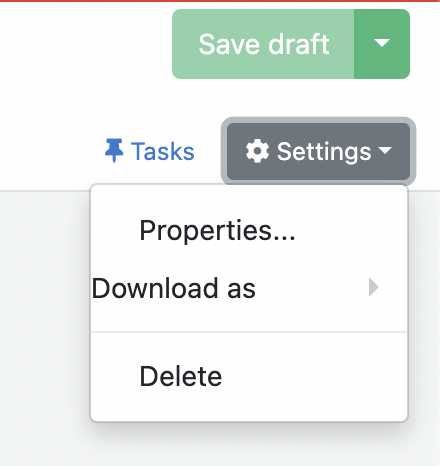 Save draft
Tasks
Settings
Properties...
Download as
Delete